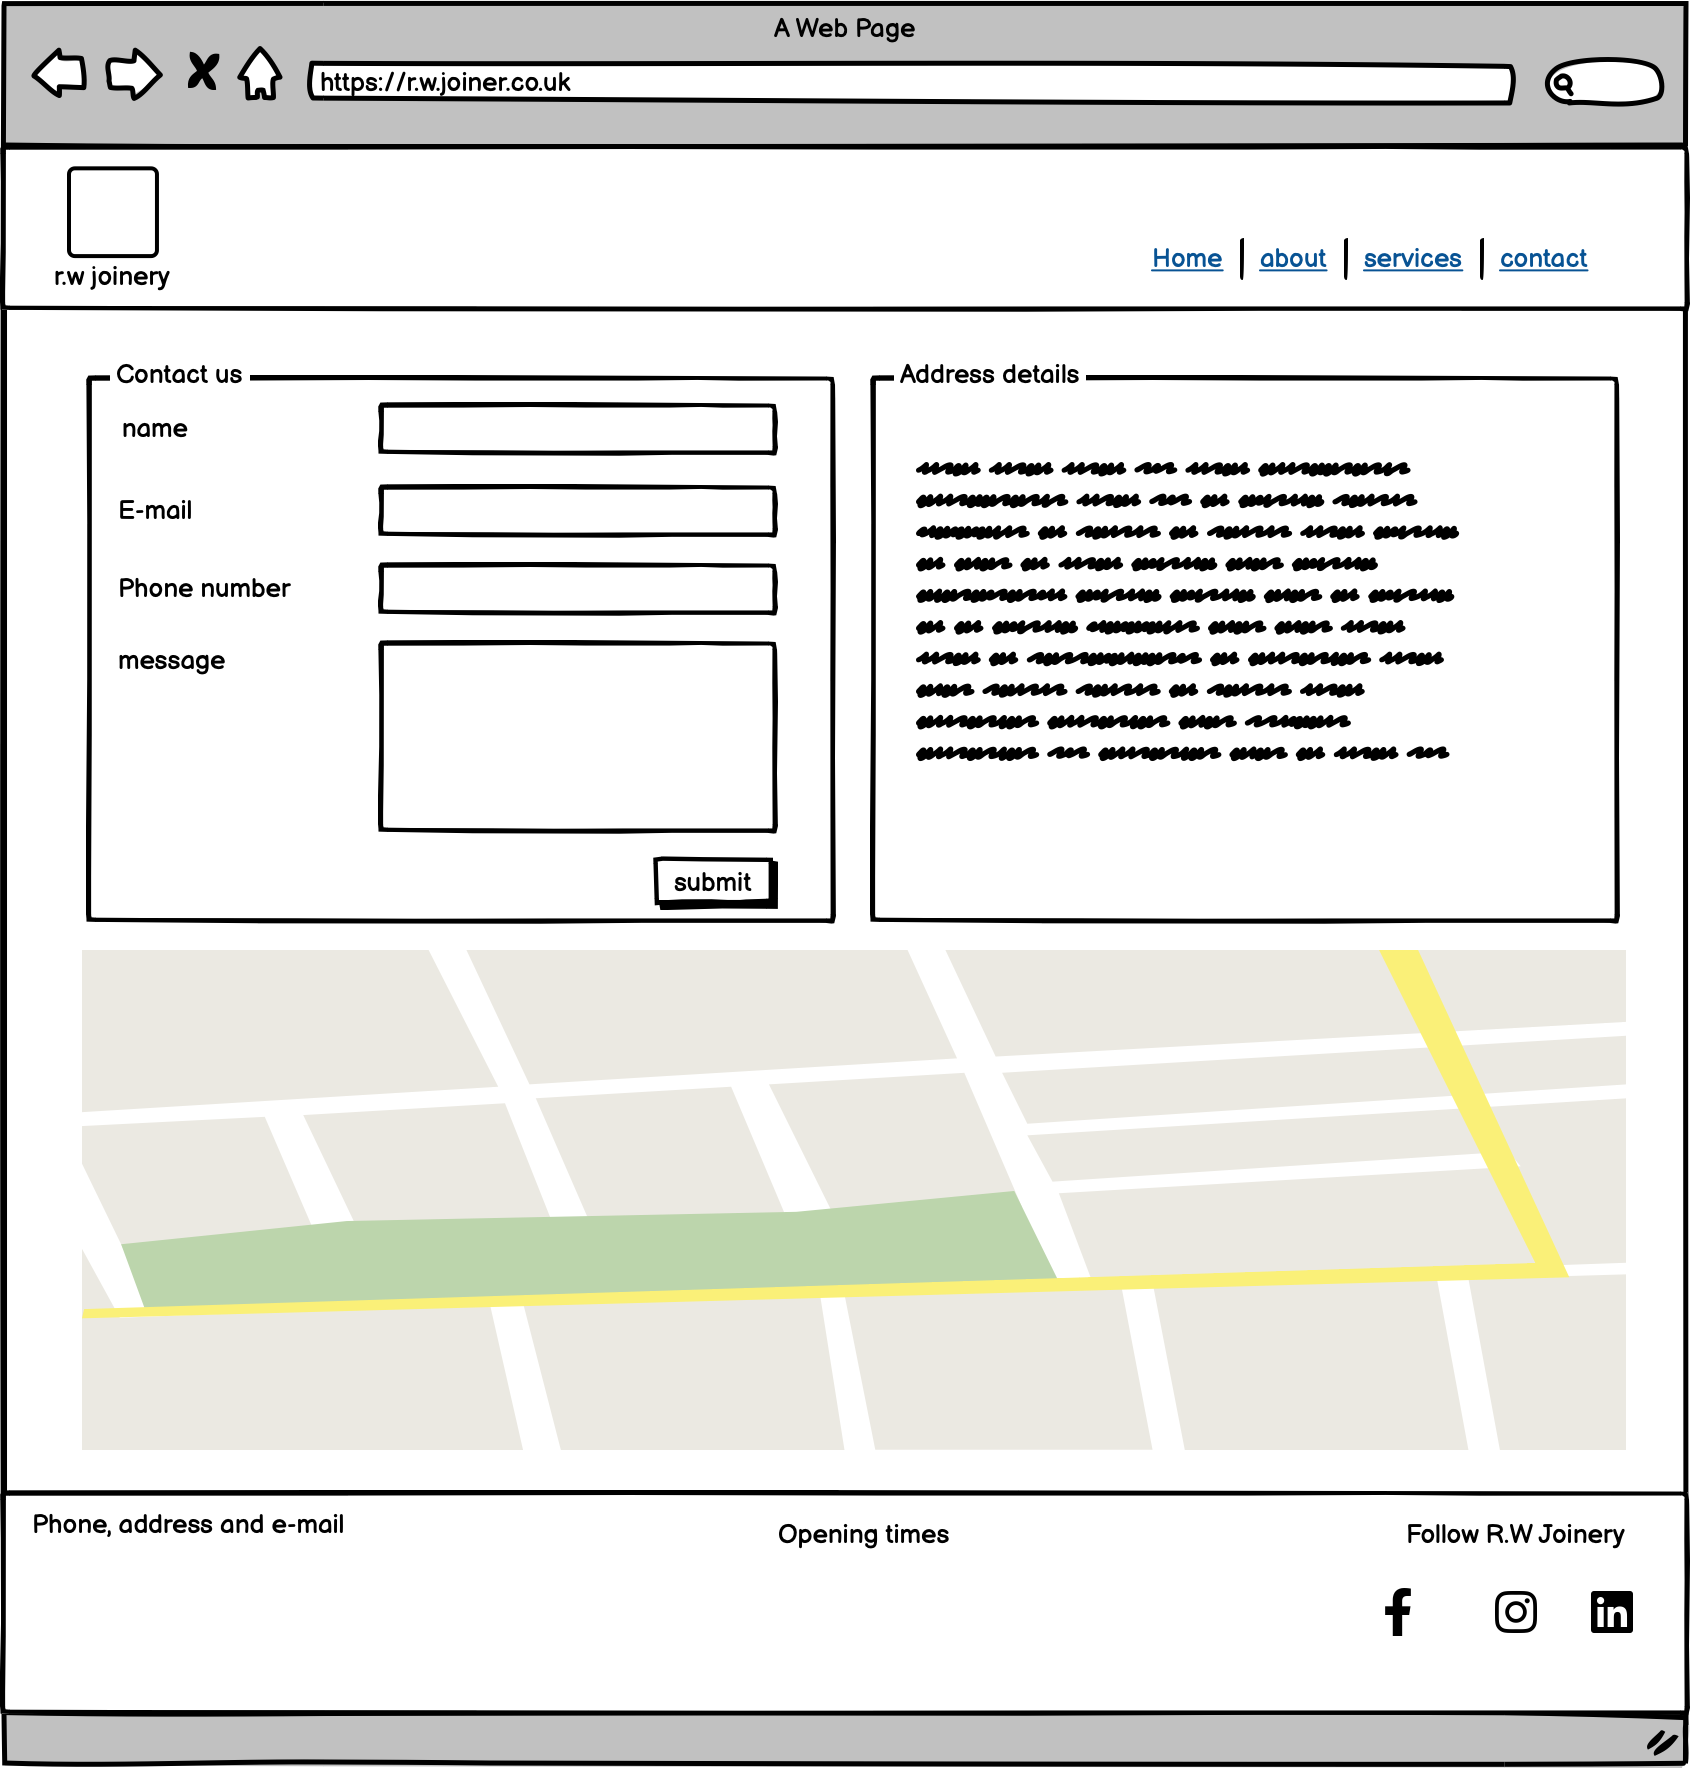 A Web Page
https://r.w.joiner.co.uk
r.w joinery
Home about services contact
Contact us
name
E-mail
Phone number
message
submit
Address details
Phone, address and e-mail
Opening times
Follow R.W Joinery